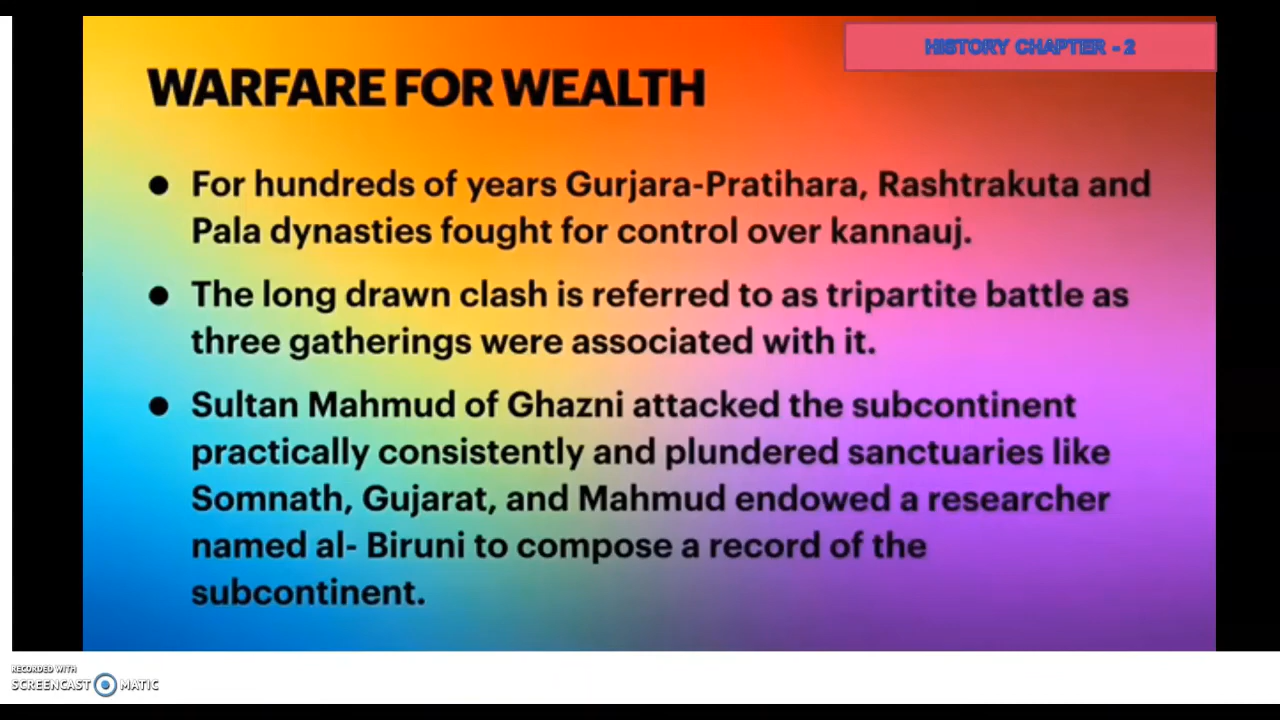 HISTORY CHAPTER - 2
WARFARE FOR WEALTH
● For hundreds of years Gurjara-Pratihara, Rashtrakuta and
Pala dynasties fought for control over kannauj.
● The long drawn clash is referred to as tripartite battle as
three gatherings were associated with it.
● Sultan Mahmud of Ghazni attacked the subcontinent
practically consistently and plundered sanctuaries like
Somnath, Gujarat, and Mahmud endowed a researcher
named al- Biruni to compose a record of the
subcontinent.
RECORDED WITH
SCREENCAST MATIC